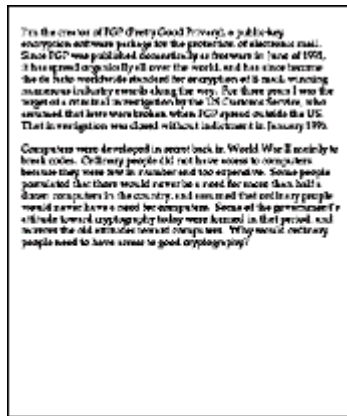 I'm the creator of PGP (Pretty Good Privacy), a public-key
encryption software package for the protection of electronic mail.
Since PGP was published domestically as freeware in June of 1991,
it has spread organically all over the world, and has since become
the de facto worldwide standard for encryption of E-mail, winning
numerous industry awards along the way. For three years I was the
target of a criminal investigation by the US Customs Service, who
assumed that laws were broken when PGP spread outside the US.
That investigation was closed without indictment in January 1996.
Computers were developed in secret back in World War II mainly to
break codes. Ordinary people did not have access to computers,
because they were few in number and too expensive. Some people
postulated that there would never be a need for more than half a
dozen computers in the country, and assumed that ordinary people
would never have a need for computers. Some of the government's
attitude toward cryptography today were formed in that period, and
mirrors the old attitudes toward computers. Why would ordinary
people need to have access to good cryptography?